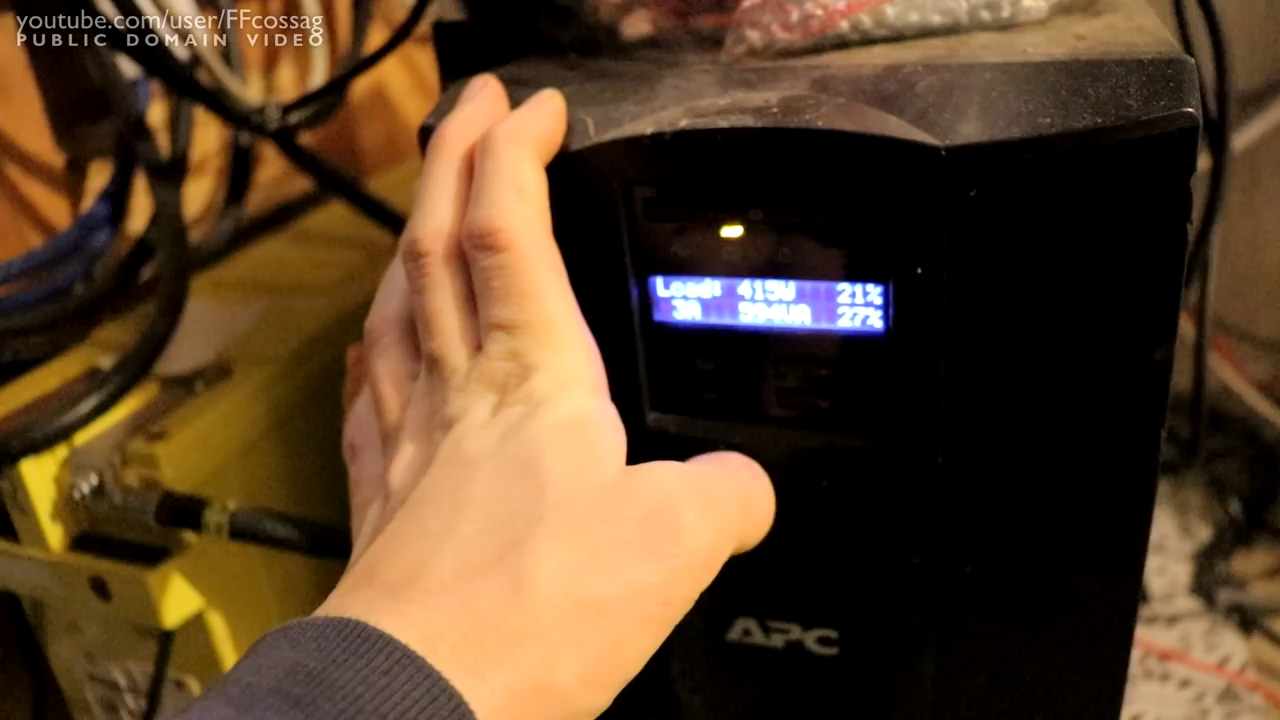 youtube.com/user/FFcossag
PUBLIC DOMAIN VIDEO
Load: 415W 21%
3A 594VA 27%
APC